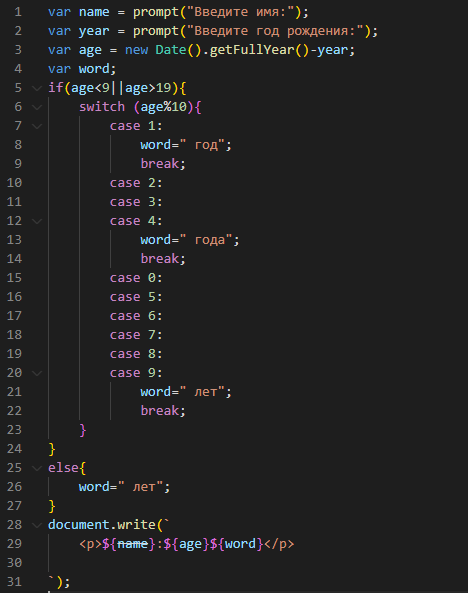 1 var name = prompt("Введите имя:");
2 var year = prompt("Введите год рождения:");
3 var age = new Date().getFullYear()-year;
4 var word;
5 if(age<9||age>19){
6     switch (age%10){
7         case 1:
8             word=" год";
9             break;
10         case 2:
11         case 3:
12         case 4:
13             word=" года";
14             break;
15         case 0:
16         case 5:
17         case 6:
18         case 7:
19         case 8:
20         case 9:
21             word=" лет";
22             break;
23     }
24 }
25 else{
26     word=" лет";
27 }
28 document.write(`
29     <p>${name}:${age}${word}</p>
30
31 `);